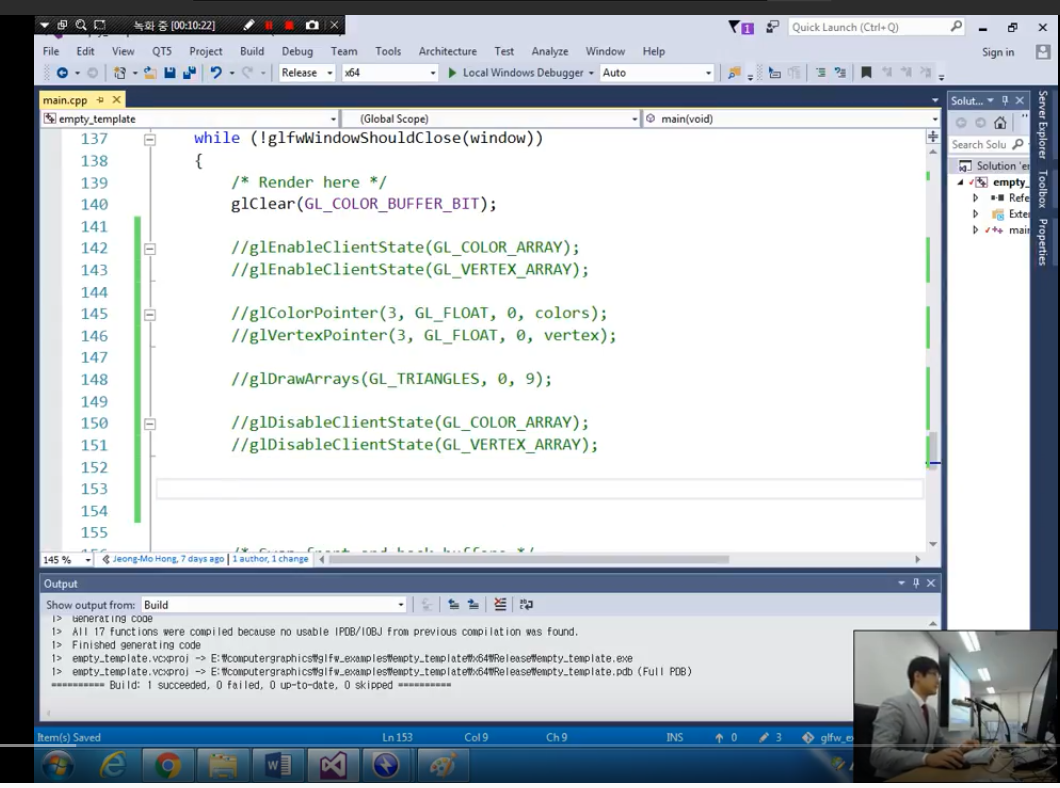 녹화 중 [00:10:22]
1
Quick Launch (Ctrl+Q)
File Edit View QT5 Project Build Debug Team Tools Architecture Test Analyze Window Help
Sign in
Release x64 Local Windows Debugger Auto
main.cpp
empty_template (Global Scope) main(void)
137 while (!glfwWindowShouldClose(window))
138 {
139 /* Render here */
140 glClear(GL_COLOR_BUFFER_BIT);
141
142 //glEnableClientState(GL_COLOR_ARRAY);
143 //glEnableClientState(GL_VERTEX_ARRAY);
144
145 //glColorPointer(3, GL_FLOAT, 0, colors);
146 //glVertexPointer(3, GL_FLOAT, 0, vertex);
147
148 //glDrawArrays(GL_TRIANGLES, 0, 9);
149
150 //glDisableClientState(GL_COLOR_ARRAY);
151 //glDisableClientState(GL_VERTEX_ARRAY);
152
153
154
155
145 % Jeong-Mo Hong, 7 days ago | 1 author, 1 change
Solut...
Search Solu
Solution 'e
empty_
Refe
Exte
mai
Server Explorer
Toolbox
Properties
Output
Show output from: Build
1> Generating code
1> All 17 functions were compiled because no usable IPDB/IOBJ from previous compilation was found.
1> Finished generating code
1> empty_template.vcxproj -> E:₩computergraphics₩glfw_examples₩empty_template₩x64₩Release₩empty_template.exe
1> empty_template.vcxproj -> E:₩computergraphics₩glfw_examples₩empty_template₩x64₩Release₩empty_template.pdb (Full PDB)
========== Build: 1 succeeded, 0 failed, 0 up-to-date, 0 skipped ==========
Item(s) Saved Ln 153 Col 9 Ch 9 INS 0 3 glfw_e